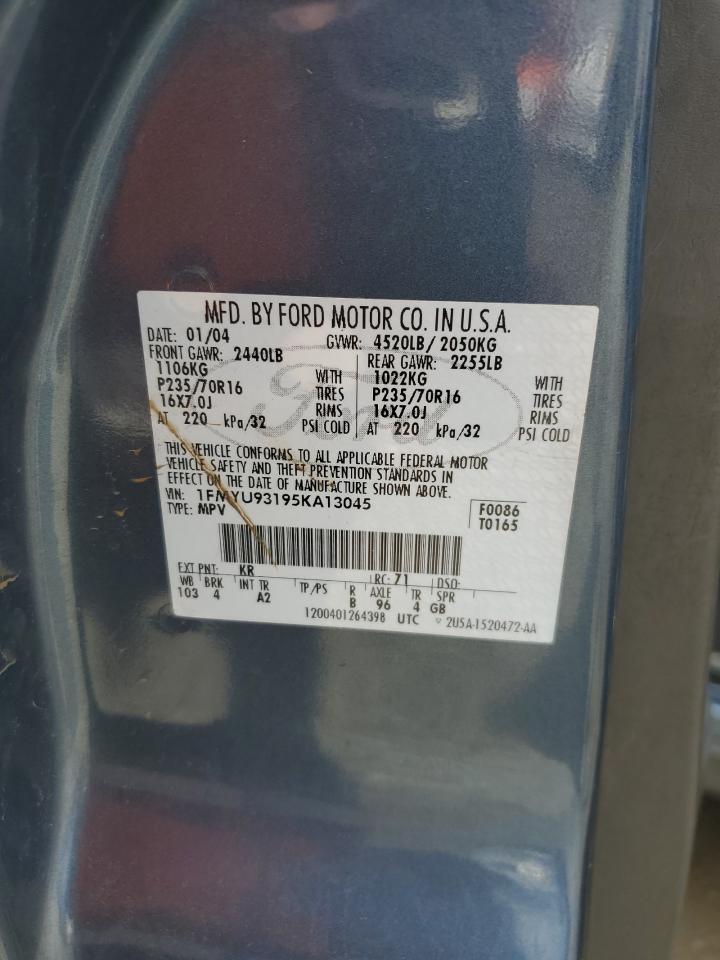 MFD. BY FORD MOTOR CO. IN U.S.A.
DATE: 01/04 GVWR: 4520LB/ 2050KG
FRONT GAWR: 2440LB REAR GAWR: 2255LB
1106KG WITH 1022KG WITH
P235/70R16 TIRES P235/70R16 TIRES
16X7.0J RIMS 16X7.0J RIMS
AT 220 kPa/32 PSI COLD AT 220 kPa/32 PSI COLD
THIS VEHICLE CONFORMS TO ALL APPLICABLE FEDERAL MOTOR
VEHICLE SAFETY AND THEFT PREVENTION STANDARDS IN
EFFECT ON THE DATE OF MANUFACTURE SHOWN ABOVE.
VIN: 1FMYU93195KA13045 F0086
TYPE: MPV T0165
EXT PNT: KR RC: 71 DSO:
WB BRK INT TR TP/PS R AXLE TR SPR
103 4 A2 B 96 4 GB
1200401264398 UTC ▿ 2U5A-1520472-AA
Ford